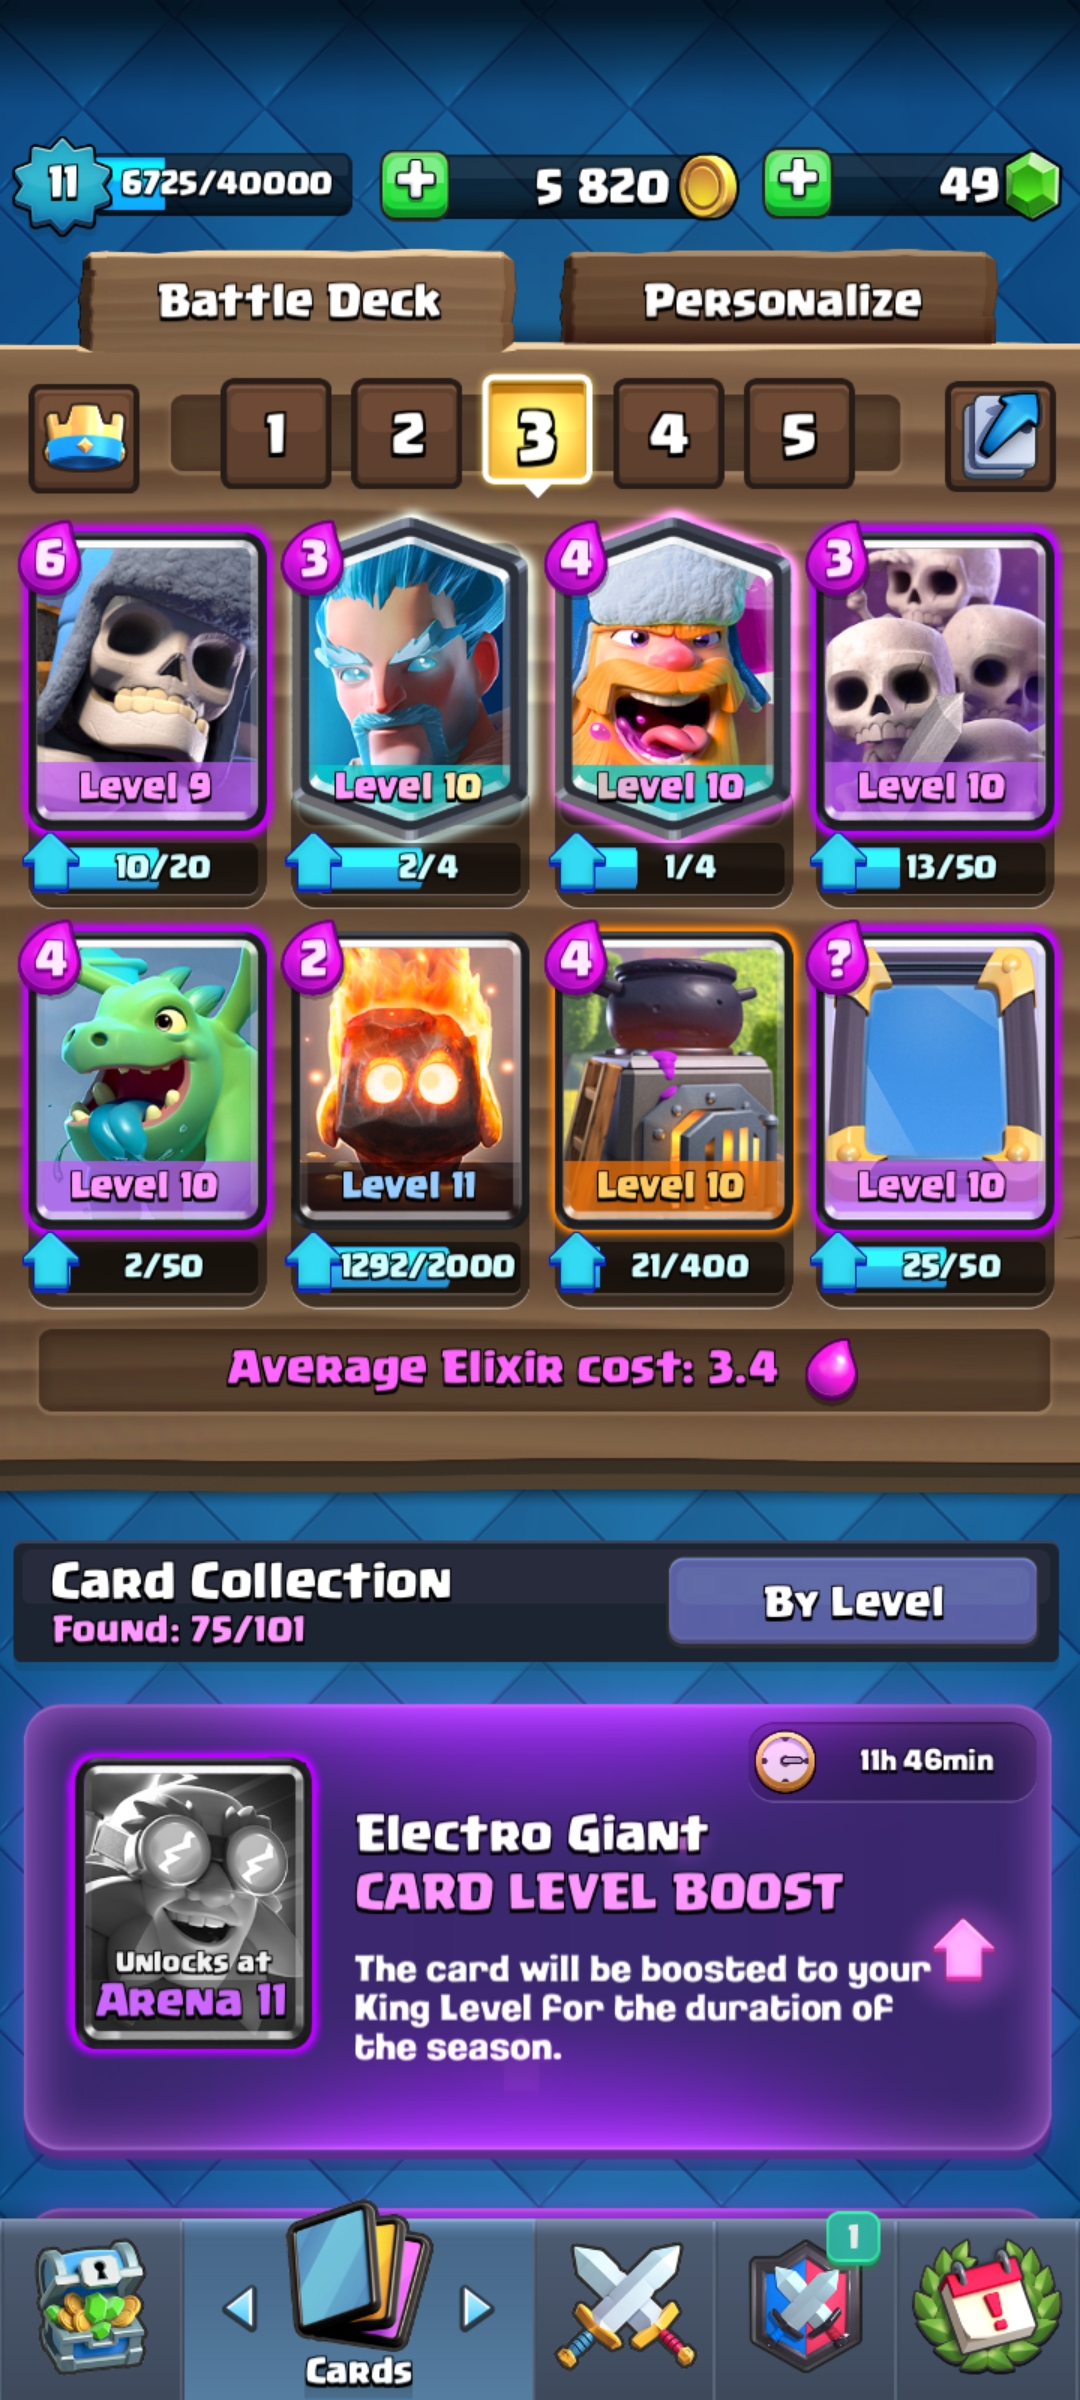 11 6725/40000 5 820 49
Battle Deck Personalize
1 2 3 4 5
6 3 4 3
Level 9 Level 10 Level 10 Level 10
10/20 2/4 1/4 13/50
4 2 4 ?
Level 10 Level 11 Level 10 Level 10
2/50 1292/2000 21/400 25/50
Average Elixir cost: 3.4
Card Collection
Found: 75/101
By Level
11h 46min
Electro Giant
CARD LEVEL BOOST
The card will be boosted to your
King Level for the duration of
the season.
Unlocks at
Arena 11
1
Cards